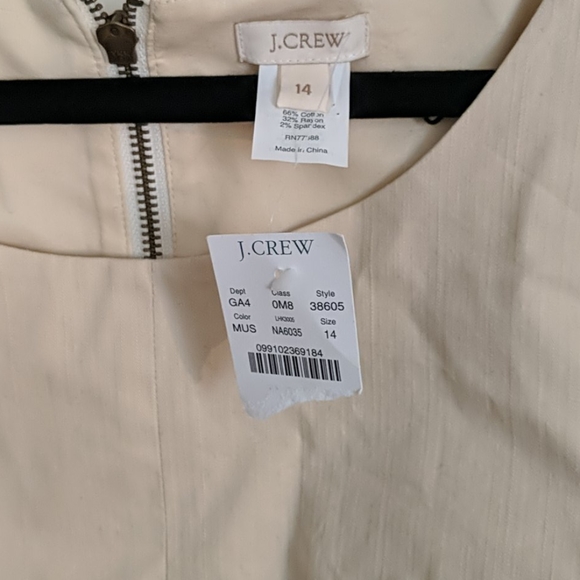 J.CREW
14
66% Cotton
32% Rayon
2% Spandex
Made in China
J.CREW
Dept Class Style
GA4 0M8 38605
Color Size
MUS NA6035 14
099102369184